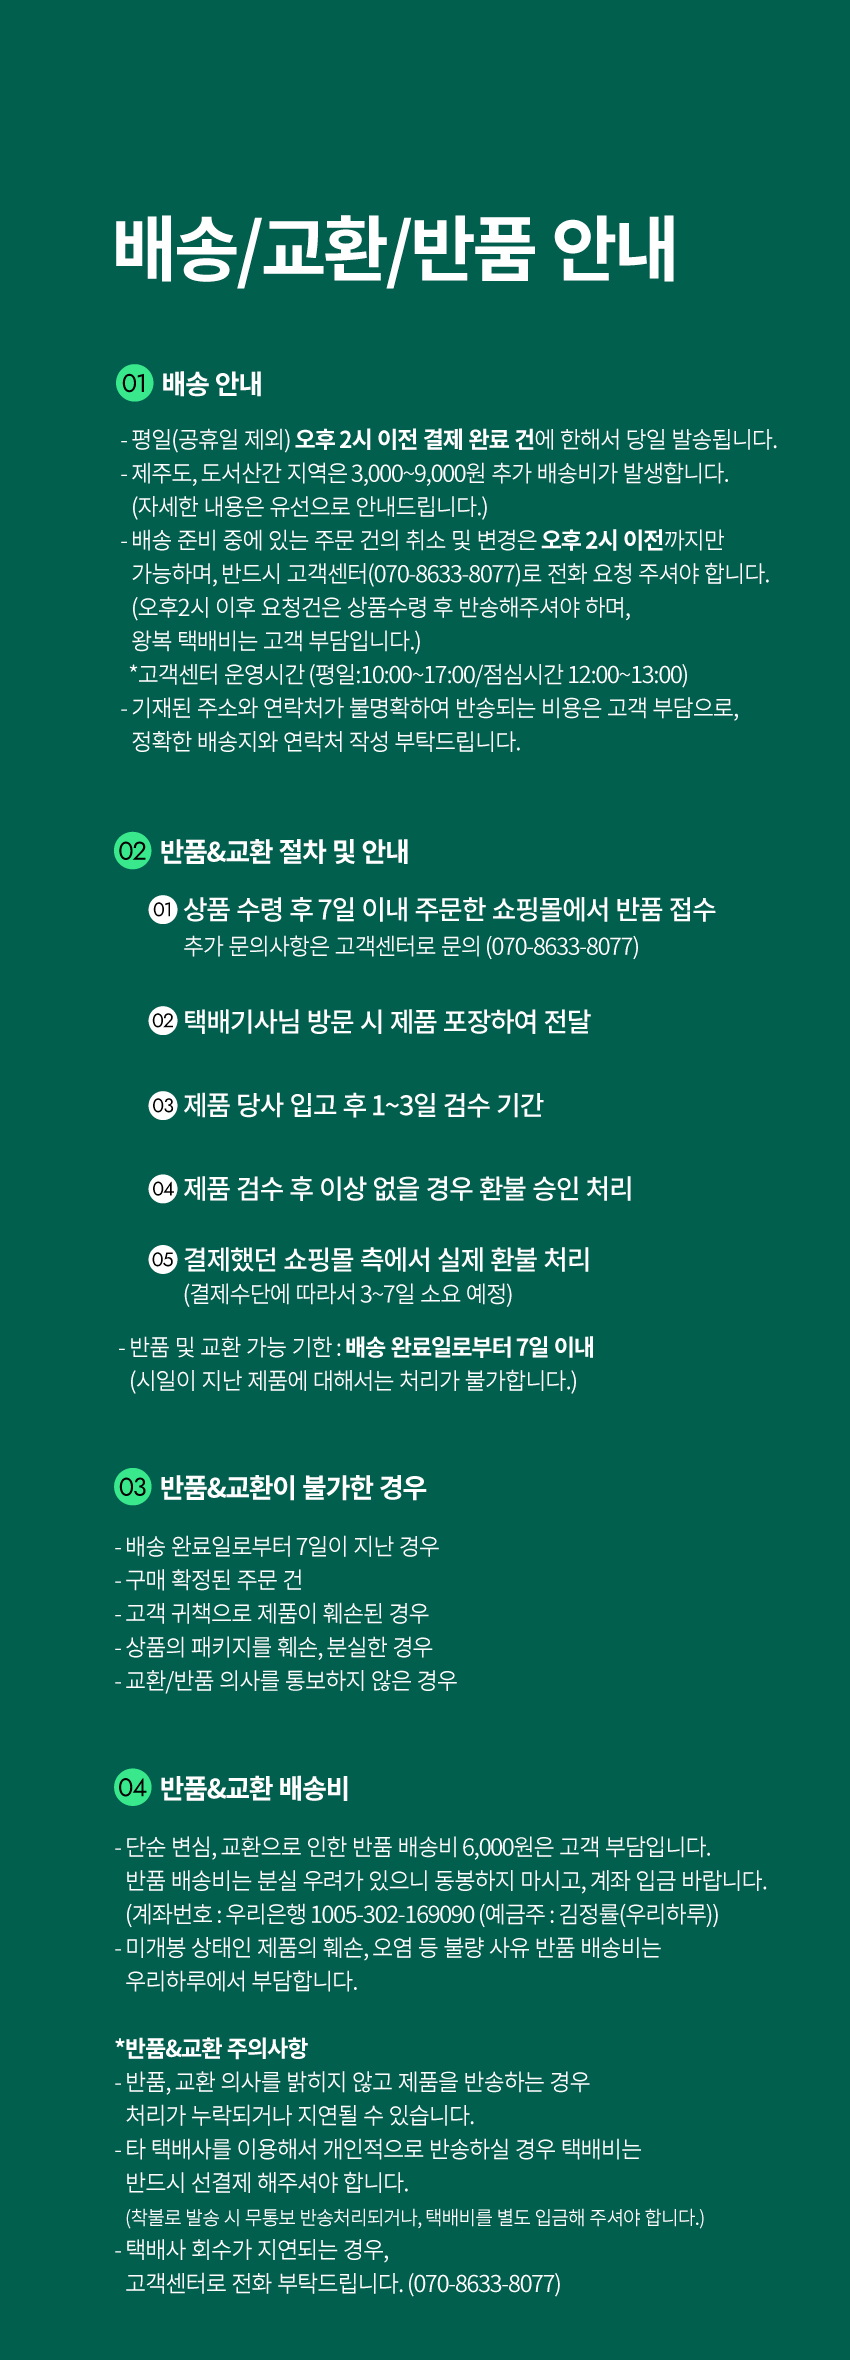 배송/교환/반품 안내
01 배송 안내
- 평일(공휴일 제외) 오후 2시 이전 결제 완료 건에 한해서 당일 발송됩니다.
- 제주도, 도서산간 지역은 3,000~9,000원 추가 배송비가 발생합니다.
(자세한 내용은 유선으로 안내드립니다.)
- 배송 준비 중에 있는 주문 건의 취소 및 변경은 오후 2시 이전까지만
가능하며, 반드시 고객센터(070-8633-8077)로 전화 요청 주셔야 합니다.
(오후2시 이후 요청건은 상품수령 후 반송해주셔야 하며,
왕복 택배비는 고객 부담입니다.)
*고객센터 운영시간 (평일:10:00~17:00/점심시간 12:00~13:00)
- 기재된 주소와 연락처가 불명확하여 반송되는 비용은 고객 부담으로,
정확한 배송지와 연락처 작성 부탁드립니다.
02 반품&교환 절차 및 안내
01 상품 수령 후 7일 이내 주문한 쇼핑몰에서 반품 접수
추가 문의사항은 고객센터로 문의 (070-8633-8077)
02 택배기사님 방문 시 제품 포장하여 전달
03 제품 당사 입고 후 1~3일 검수 기간
04 제품 검수 후 이상 없을 경우 환불 승인 처리
05 결제했던 쇼핑몰 측에서 실제 환불 처리
(결제수단에 따라서 3~7일 소요 예정)
- 반품 및 교환 가능 기한 : 배송 완료일로부터 7일 이내
(시일이 지난 제품에 대해서는 처리가 불가합니다.)
03 반품&교환이 불가한 경우
- 배송 완료일로부터 7일이 지난 경우
- 구매 확정된 주문 건
- 고객 귀책으로 제품이 훼손된 경우
- 상품의 패키지를 훼손, 분실한 경우
- 교환/반품 의사를 통보하지 않은 경우
04 반품&교환 배송비
- 단순 변심, 교환으로 인한 반품 배송비 6,000원은 고객 부담입니다.
반품 배송비는 분실 우려가 있으니 동봉하지 마시고, 계좌 입금 바랍니다.
(계좌번호 : 우리은행 1005-302-169090 (예금주 : 김정률(우리하루))
- 미개봉 상태인 제품의 훼손, 오염 등 불량 사유 반품 배송비는
우리하루에서 부담합니다.
*반품&교환 주의사항
- 반품, 교환 의사를 밝히지 않고 제품을 반송하는 경우
처리가 누락되거나 지연될 수 있습니다.
- 타 택배사를 이용해서 개인적으로 반송하실 경우 택배비는
반드시 선결제 해주셔야 합니다.
(착불로 발송 시 무통보 반송처리되거나, 택배비를 별도 입금해 주셔야 합니다.)
- 택배사 회수가 지연되는 경우,
고객센터로 전화 부탁드립니다. (070-8633-8077)